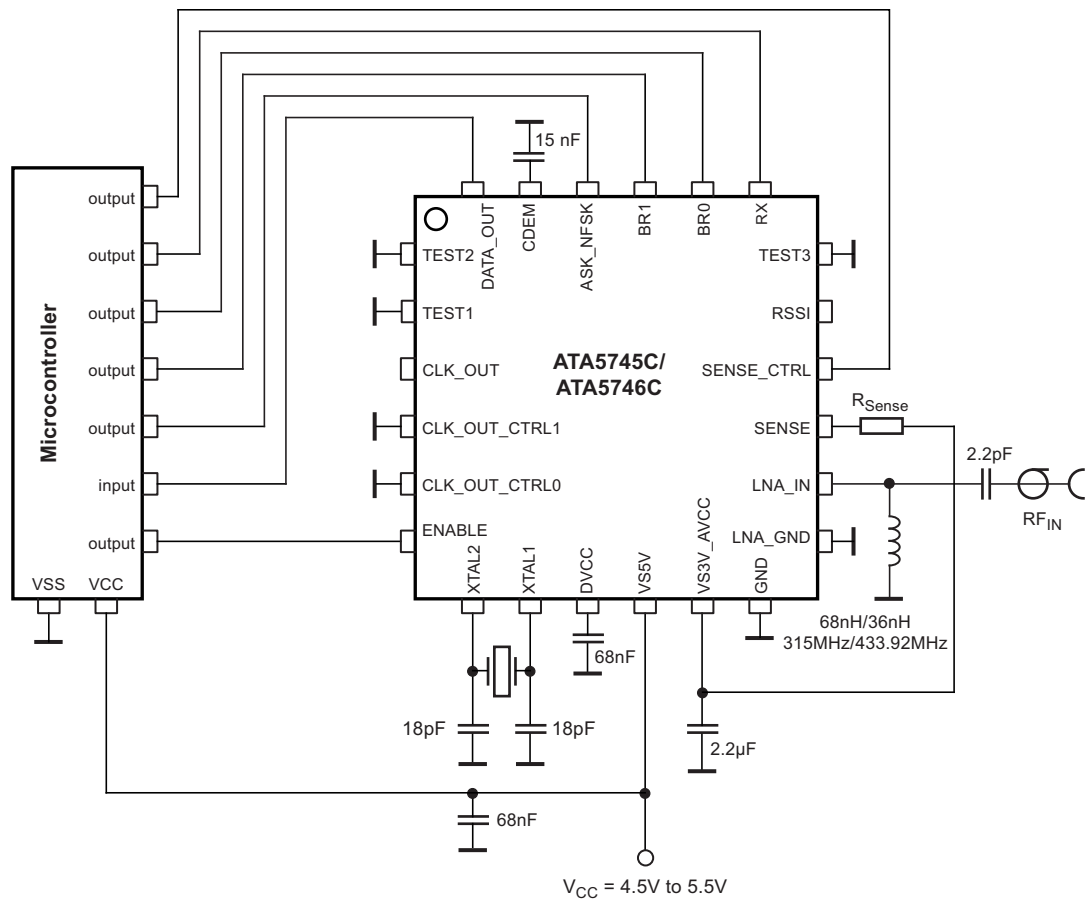 15 nF
output
output
output
output
output
input
output
Microcontroller
VSS
VCC
DATA_OUT
CDEM
ASK_NFSK
BR1
BR0
RX
TEST2
TEST1
CLK_OUT
CLK_OUT_CTRL1
CLK_OUT_CTRL0
ENABLE
ATA5745C/
ATA5746C
TEST3
RSSI
SENSE_CTRL
SENSE
LNA_IN
LNA_GND
XTAL2
XTAL1
DVCC
VS5V
VS3V_AVCC
GND
RSense
2.2pF
RFIN
68nH/36nH
315MHz/433.92MHz
68nF
18pF
18pF
2.2µF
68nF
VCC = 4.5V to 5.5V